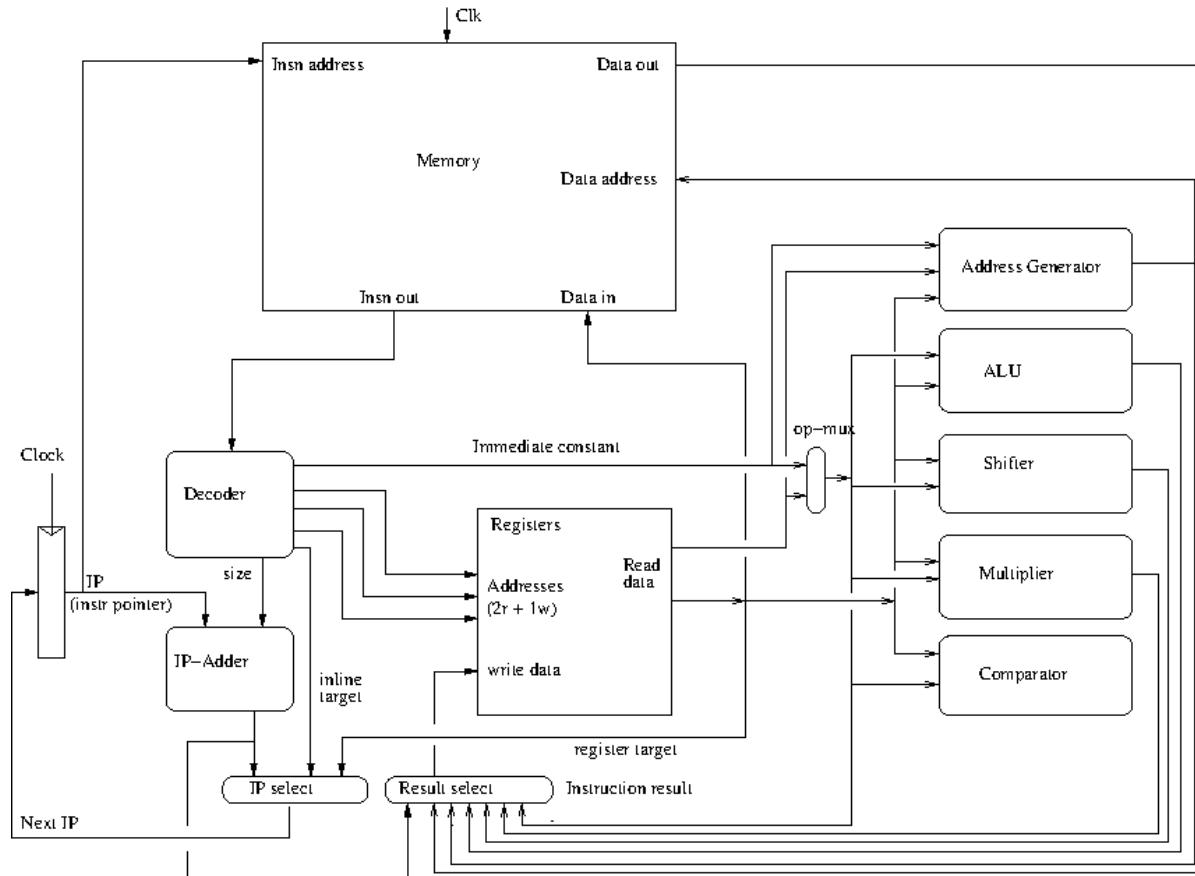 Clk
Insn address
Data out
Memory
Data address
Address Generator
Insn out
Data in
ALU
op-mux
Immediate constant
Clock
Shifter
Decoder
Registers
Read
data
size
IP
(instr pointer)
Addresses
(2r + 1w)
Multiplier
IP-Adder
write data
inline
target
Comparator
register target
IP select
Result select
Instruction result
Next IP